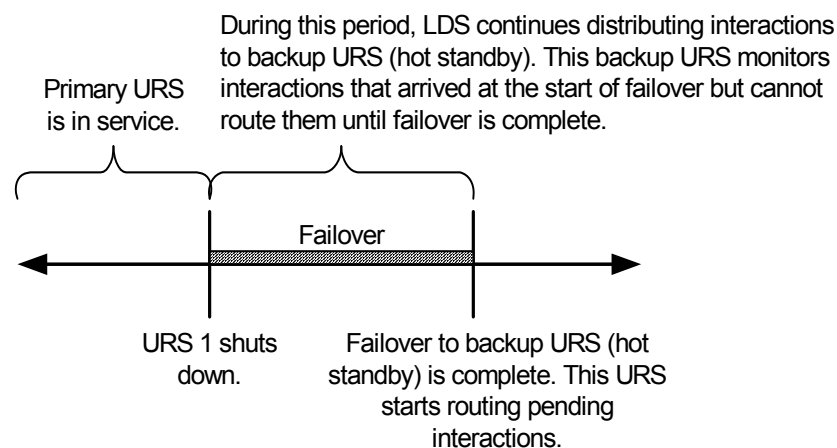 During this period, LDS continues distributing interactions
to backup URS (hot standby). This backup URS monitors
interactions that arrived at the start of failover but cannot
route them until failover is complete.
Primary URS
is in service.
Failover
URS 1 shuts
down.
Failover to backup URS (hot
standby) is complete. This URS
starts routing pending
interactions.